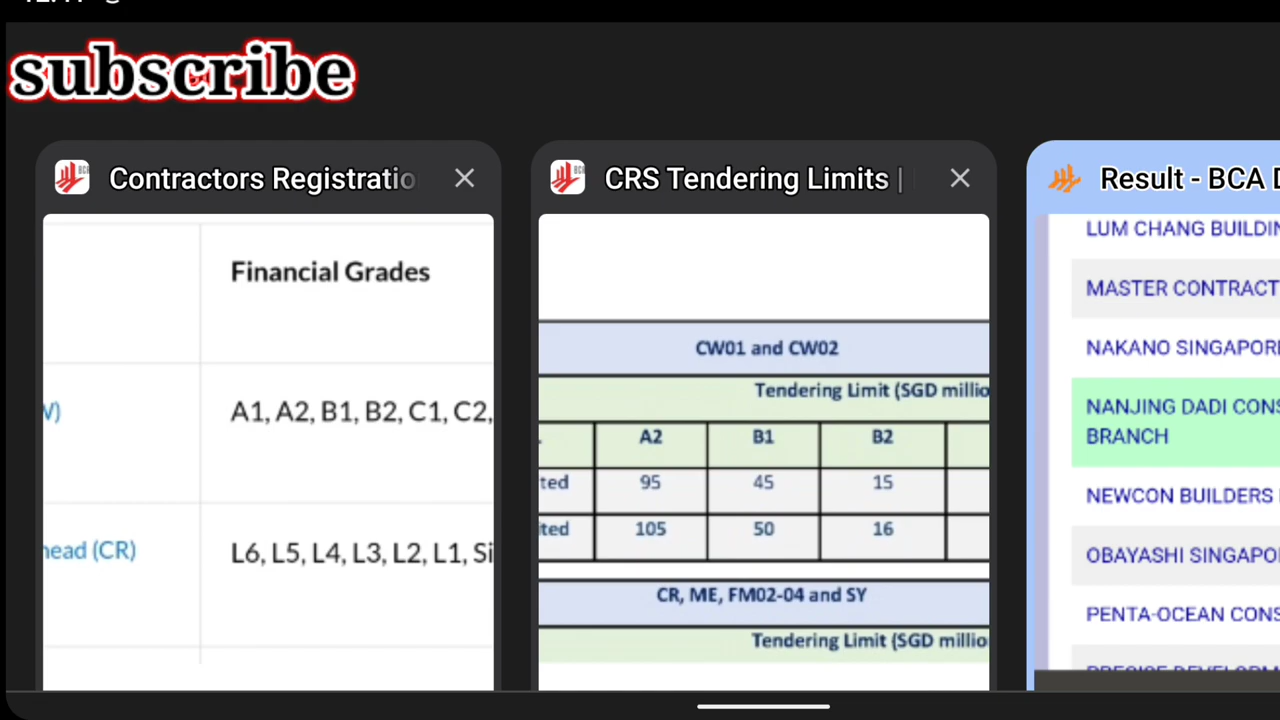 subscribe
Contractors Registratio
Financial Grades
A1, A2, B1, B2, C1, C2,
head (CR)
L6, L5, L4, L3, L2, L1, Si
CRS Tendering Limits |
CW01 and CW02
Tendering Limit (SGD millio
A2 B1 B2
ted 95 45 15
ited 105 50 16
CR, ME, FM02-04 and SY
Tendering Limit (SGD millio
Result - BCA D
LUM CHANG BUILDIN
MASTER CONTRACT
NAKANO SINGAPOR
NANJING DADI CONS
BRANCH
NEWCON BUILDERS
OBAYASHI SINGAPO
PENTA-OCEAN CONS